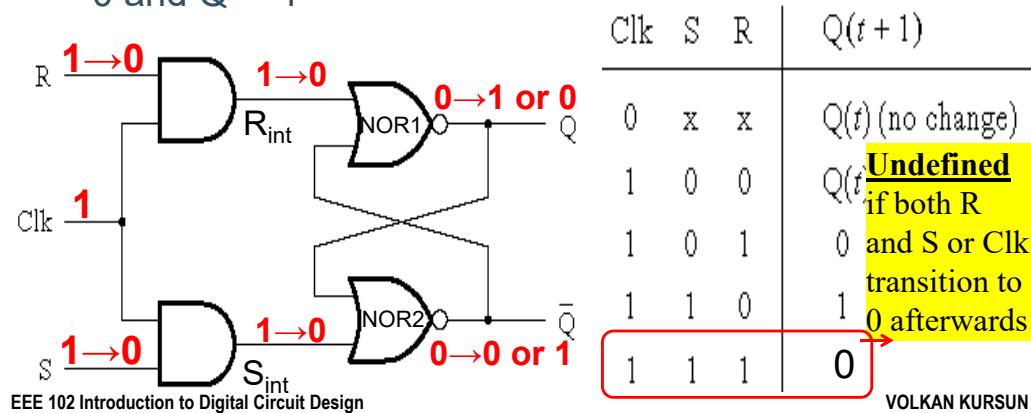 0 and Q = 1
R 1→0
1→0
R_int
NOR1
0→1 or 0
Q
Clk 1
S 1→0
1→0
S_int
NOR2
0→0 or 1
Q̅
Clk S R Q(t + 1)
0 x x Q(t) (no change)
1 0 0 Q(t
1 0 1 0
1 1 0 1
1 1 1 0
Undefined
if both R
and S or Clk
transition to
0 afterwards
EEE 102 Introduction to Digital Circuit Design
VOLKAN KURSUN